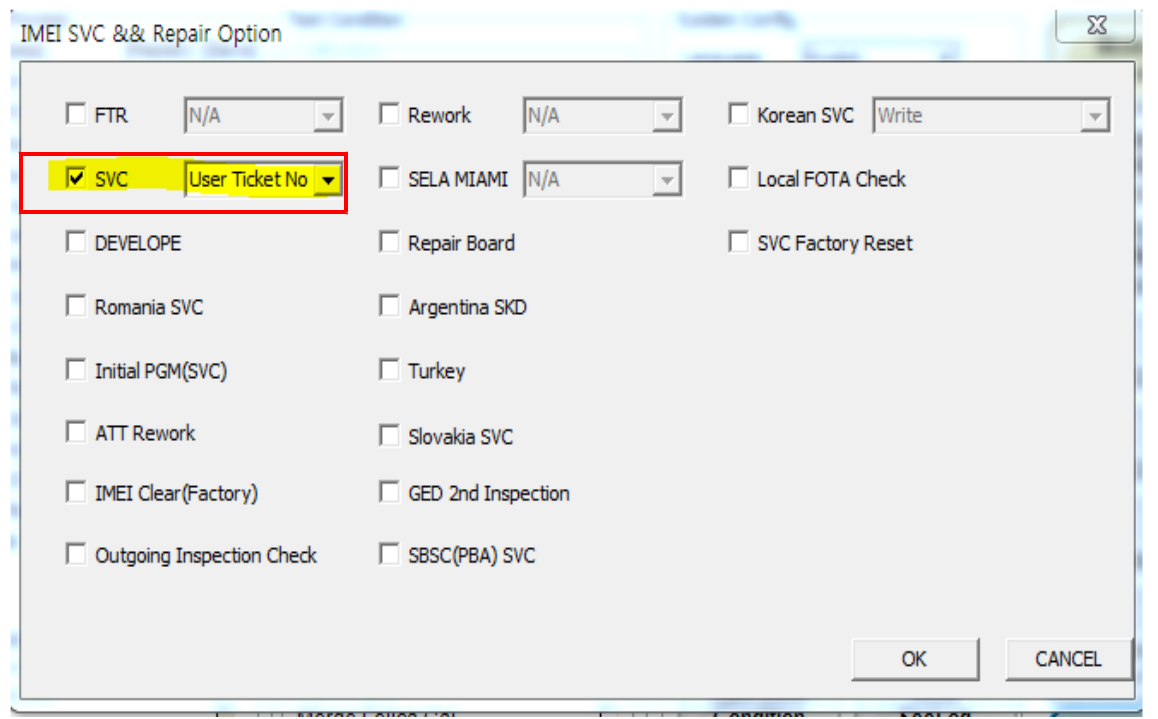 IMEI SVC && Repair Option
FTR N/A Rework N/A Korean SVC Write
SVC User Ticket No SELA MIAMI N/A Local FOTA Check
DEVELOPE Repair Board SVC Factory Reset
Romania SVC Argentina SKD
Initial PGM(SVC) Turkey
ATT Rework Slovakia SVC
IMEI Clear(Factory) GED 2nd Inspection
Outgoing Inspection Check SBSC(PBA) SVC
OK CANCEL